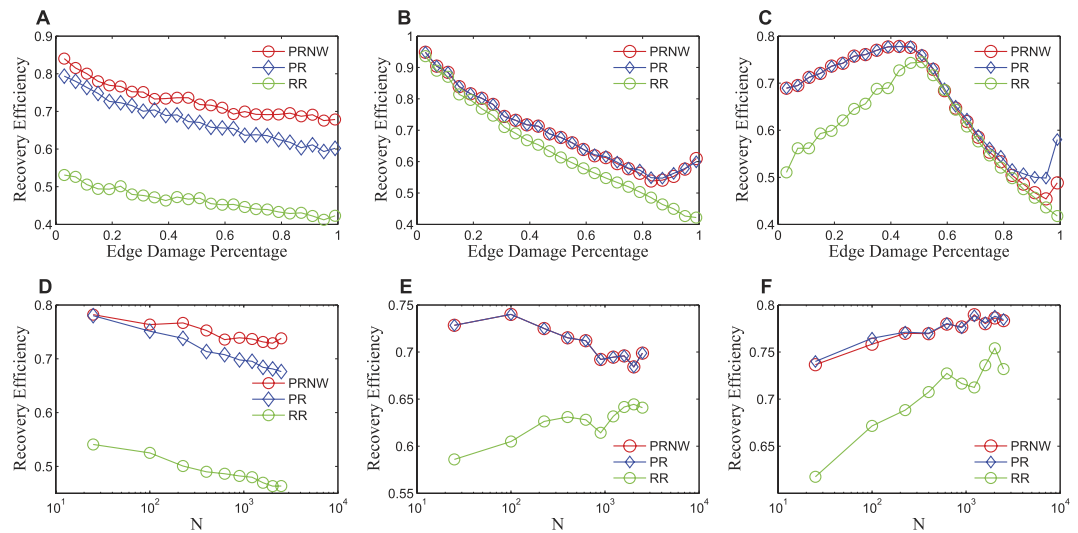 A
B
C
0.9
0.8
0.7
0.6
0.5
0.4
Recovery Efficiency
PRNW
PR
RR
0 0.2 0.4 0.6 0.8 1
Edge Damage Percentage
1
0.9
0.8
0.7
0.6
0.5
0.4
Recovery Efficiency
PRNW
PR
RR
0 0.2 0.4 0.6 0.8 1
Edge Damage Percentage
0.8
0.7
0.6
0.5
0.4
Recovery Efficiency
PRNW
PR
RR
0 0.2 0.4 0.6 0.8 1
Edge Damage Percentage
D
E
F
0.8
0.7
0.6
0.5
Recovery Efficiency
PRNW
PR
RR
10^1 10^2 10^3 10^4
N
0.75
0.7
0.65
0.6
0.55
Recovery Efficiency
PRNW
PR
RR
10^1 10^2 10^3 10^4
N
0.8
0.75
0.7
0.65
Recovery Efficiency
PRNW
PR
RR
10^1 10^2 10^3 10^4
N